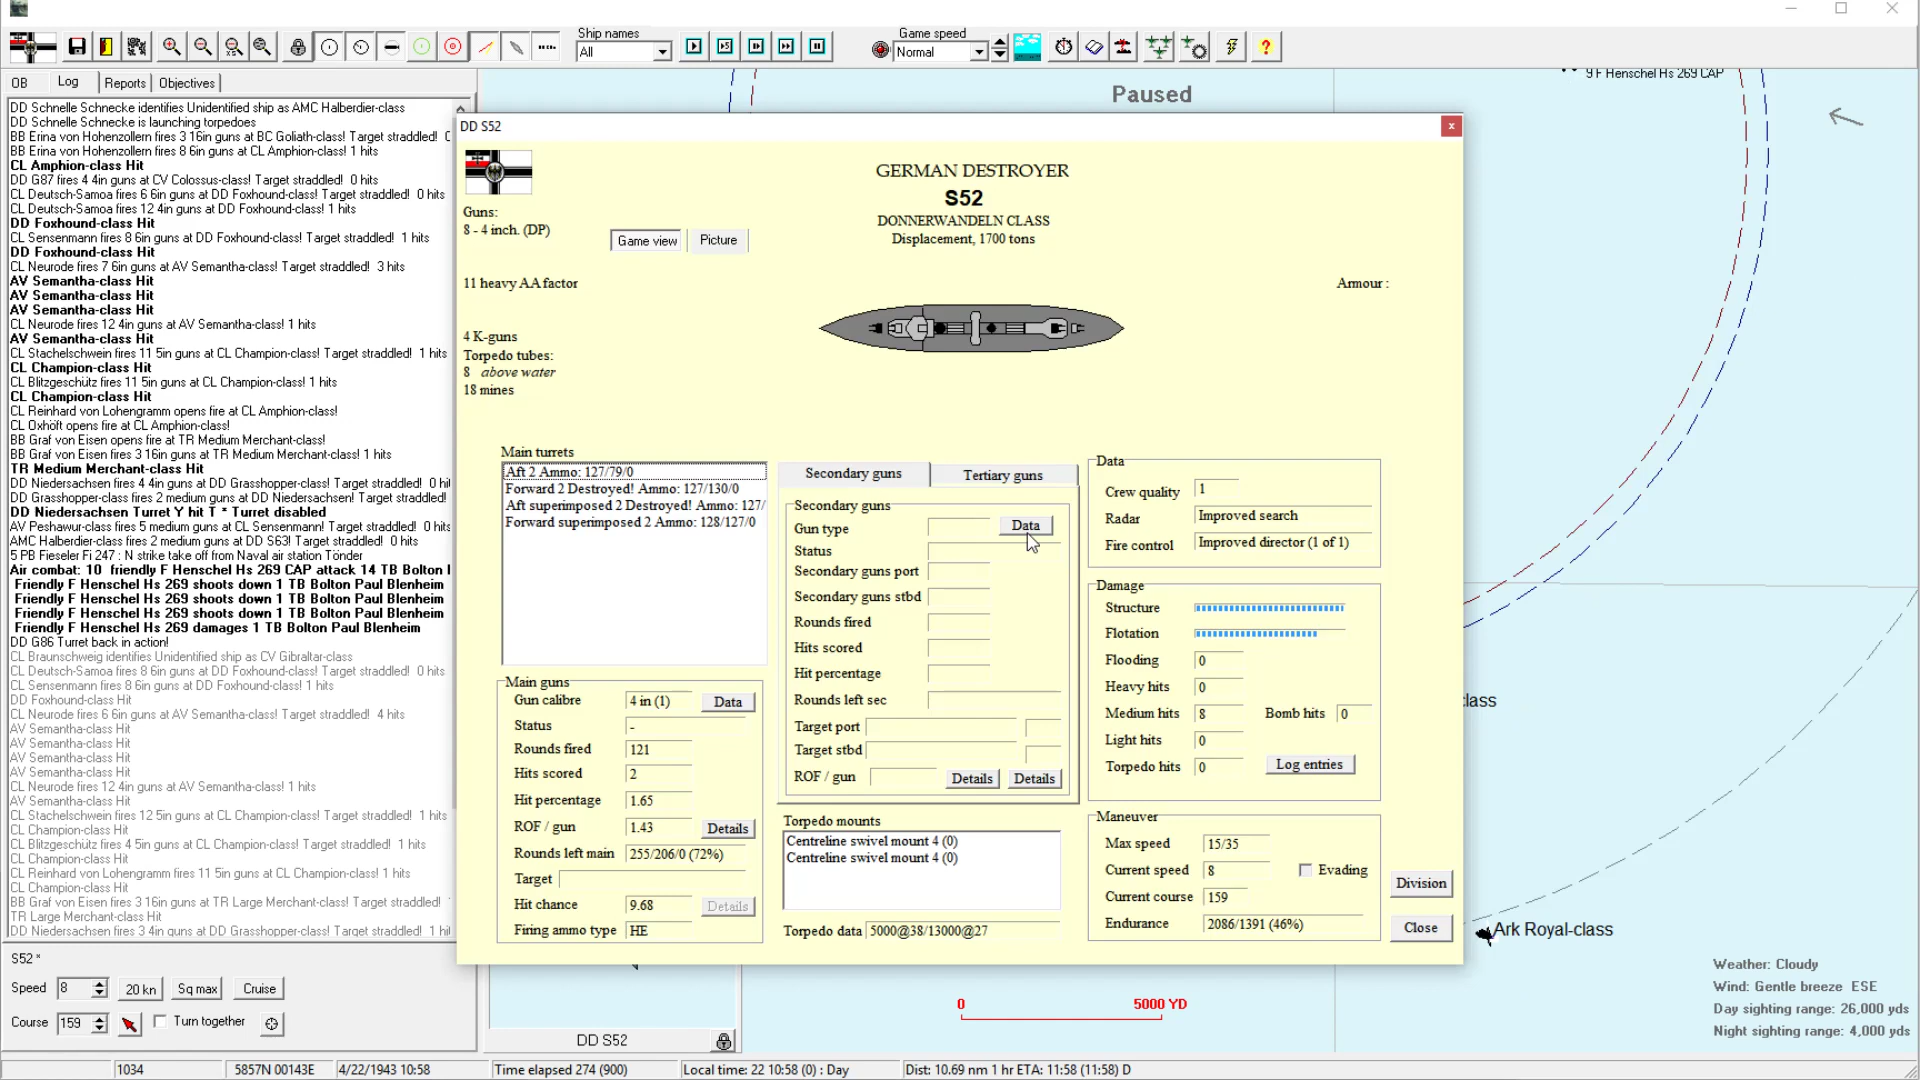 Ship names
All
Game speed
Normal
OB
Log
Reports
Objectives
DD Schnelle Schnecke identifies Unidentified ship as AMC Halberdier-class
DD Schnelle Schnecke is launching torpedoes
BB Erina von Hohenzollern fires 3 16in guns at BC Goliath-class! Target straddled!
BB Erina von Hohenzollern fires 8 6in guns at CL Amphion-class! 1 hits
CL Amphion-class Hit
DD G87 fires 4 4in guns at CV Colossus-class! Target straddled! 0 hits
CL Deutsch-Samoa fires 6 6in guns at DD Foxhound-class! Target straddled! 0 hits
CL Deutsch-Samoa fires 12 4in guns at DD Foxhound-class! 1 hits
DD Foxhound-class Hit
CL Sensenmann fires 8 6in guns at DD Foxhound-class! Target straddled! 1 hits
DD Foxhound-class Hit
CL Neurode fires 7 6in guns at AV Semantha-class! Target straddled! 3 hits
AV Semantha-class Hit
AV Semantha-class Hit
AV Semantha-class Hit
CL Neurode fires 12 4in guns at AV Semantha-class! 1 hits
AV Semantha-class Hit
CL Stachelschwein fires 11 5in guns at CL Champion-class! Target straddled! 1 hits
CL Champion-class Hit
CL Blitzgeschütz fires 11 5in guns at CL Champion-class! 1 hits
CL Champion-class Hit
CL Reinhard von Lohengramm opens fire at CL Amphion-class!
CL Oxhöft opens fire at CL Amphion-class!
BB Graf von Eisen opens fire at TR Medium Merchant-class!
BB Graf von Eisen fires 3 16in guns at TR Medium Merchant-class! 1 hits
TR Medium Merchant-class Hit
DD Niedersachsen fires 4 4in guns at DD Grasshopper-class! Target straddled! 0 hi
DD Grasshopper-class fires 2 medium guns at DD Niedersachsen! Target straddled!
DD Niedersachsen Turret Y hit T * Turret disabled
AV Peshawur-class fires 5 medium guns at CL Sensenmann! Target straddled! 0 hits
AMC Halberdier-class fires 2 medium guns at DD S63! Target straddled! 0 hits
5 PB Fieseler Fi 247 : N strike take off from Naval air station Tönder
Air combat: 10 friendly F Henschel Hs 269 CAP attack 14 TB Bolton
Friendly F Henschel Hs 269 shoots down 1 TB Bolton Paul Blenheim
Friendly F Henschel Hs 269 shoots down 1 TB Bolton Paul Blenheim
Friendly F Henschel Hs 269 shoots down 1 TB Bolton Paul Blenheim
Friendly F Henschel Hs 269 damages 1 TB Bolton Paul Blenheim
DD G86 Turret back in action!
CL Braunschweig identifies Unidentified ship as CV Gibraltar-class
CL Deutsch-Samoa fires 8 6in guns at DD Foxhound-class! Target straddled! 0 hits
CL Sensenmann fires 8 6in guns at DD Foxhound-class! 1 hits
DD Foxhound-class Hit
CL Neurode fires 6 6in guns at AV Semantha-class! Target straddled! 4 hits
AV Semantha-class Hit
AV Semantha-class Hit
AV Semantha-class Hit
AV Semantha-class Hit
CL Neurode fires 12 4in guns at AV Semantha-class! 1 hits
AV Semantha-class Hit
CL Stachelschwein fires 12 5in guns at CL Champion-class! Target straddled! 1 hits
CL Champion-class Hit
CL Blitzgeschütz fires 4 5in guns at CL Champion-class! Target straddled! 1 hits
CL Champion-class Hit
CL Reinhard von Lohengramm fires 11 5in guns at CL Champion-class! 1 hits
CL Champion-class Hit
BB Graf von Eisen fires 3 16in guns at TR Large Merchant-class! Target straddled!
TR Large Merchant-class Hit
DD Niedersachsen fires 3 4in guns at DD Grasshopper-class! Target straddled! 1 hi
S52 *
Speed 8 20 kn Sq max Cruise
Course 159 Turn together
1034
5857N 00143E
4/22/1943 10:58
Time elapsed 274 (900)
Local time: 22 10:58 (0) : Day
Dist: 10.69 nm 1 hr ETA: 11:58 (11:58) D
DD S52
Paused
9 F Henschel Hs 269 CAP
class
Ark Royal-class
0 5000 YD
Weather: Cloudy
Wind: Gentle breeze ESE
Day sighting range: 26,000 yds
Night sighting range: 4,000 yds
DD S52
x
GERMAN DESTROYER
S52
DONNERWANDELN CLASS
Displacement, 1700 tons
Guns:
8 - 4 inch. (DP)
Game view
Picture
11 heavy AA factor
Armour :
4 K-guns
Torpedo tubes:
8 above water
18 mines
Main turrets
Aft 2 Ammo: 127/79/0
Forward 2 Destroyed! Ammo: 127/130/0
Aft superimposed 2 Destroyed! Ammo: 127/
Forward superimposed 2 Ammo: 128/127/0
Main guns
Gun calibre 4 in (1) Data
Status -
Rounds fired 121
Hits scored 2
Hit percentage 1.65
ROF / gun 1.43 Details
Rounds left main 255/206/0 (72%)
Target
Hit chance 9.68 Details
Firing ammo type HE
Secondary guns
Tertiary guns
Secondary guns
Gun type Data
Status
Secondary guns port
Secondary guns stbd
Rounds fired
Hits scored
Hit percentage
Rounds left sec
Target port
Target stbd
ROF / gun Details Details
Torpedo mounts
Centreline swivel mount 4 (0)
Centreline swivel mount 4 (0)
Torpedo data 5000@38/13000@27
Data
Crew quality 1
Radar Improved search
Fire control Improved director (1 of 1)
Damage
Structure
Flotation
Flooding 0
Heavy hits 0
Medium hits 8 Bomb hits 0
Light hits 0
Torpedo hits 0 Log entries
Maneuver
Max speed 15/35
Current speed 8 Evading
Current course 159
Endurance 2086/1391 (46%)
Division
Close